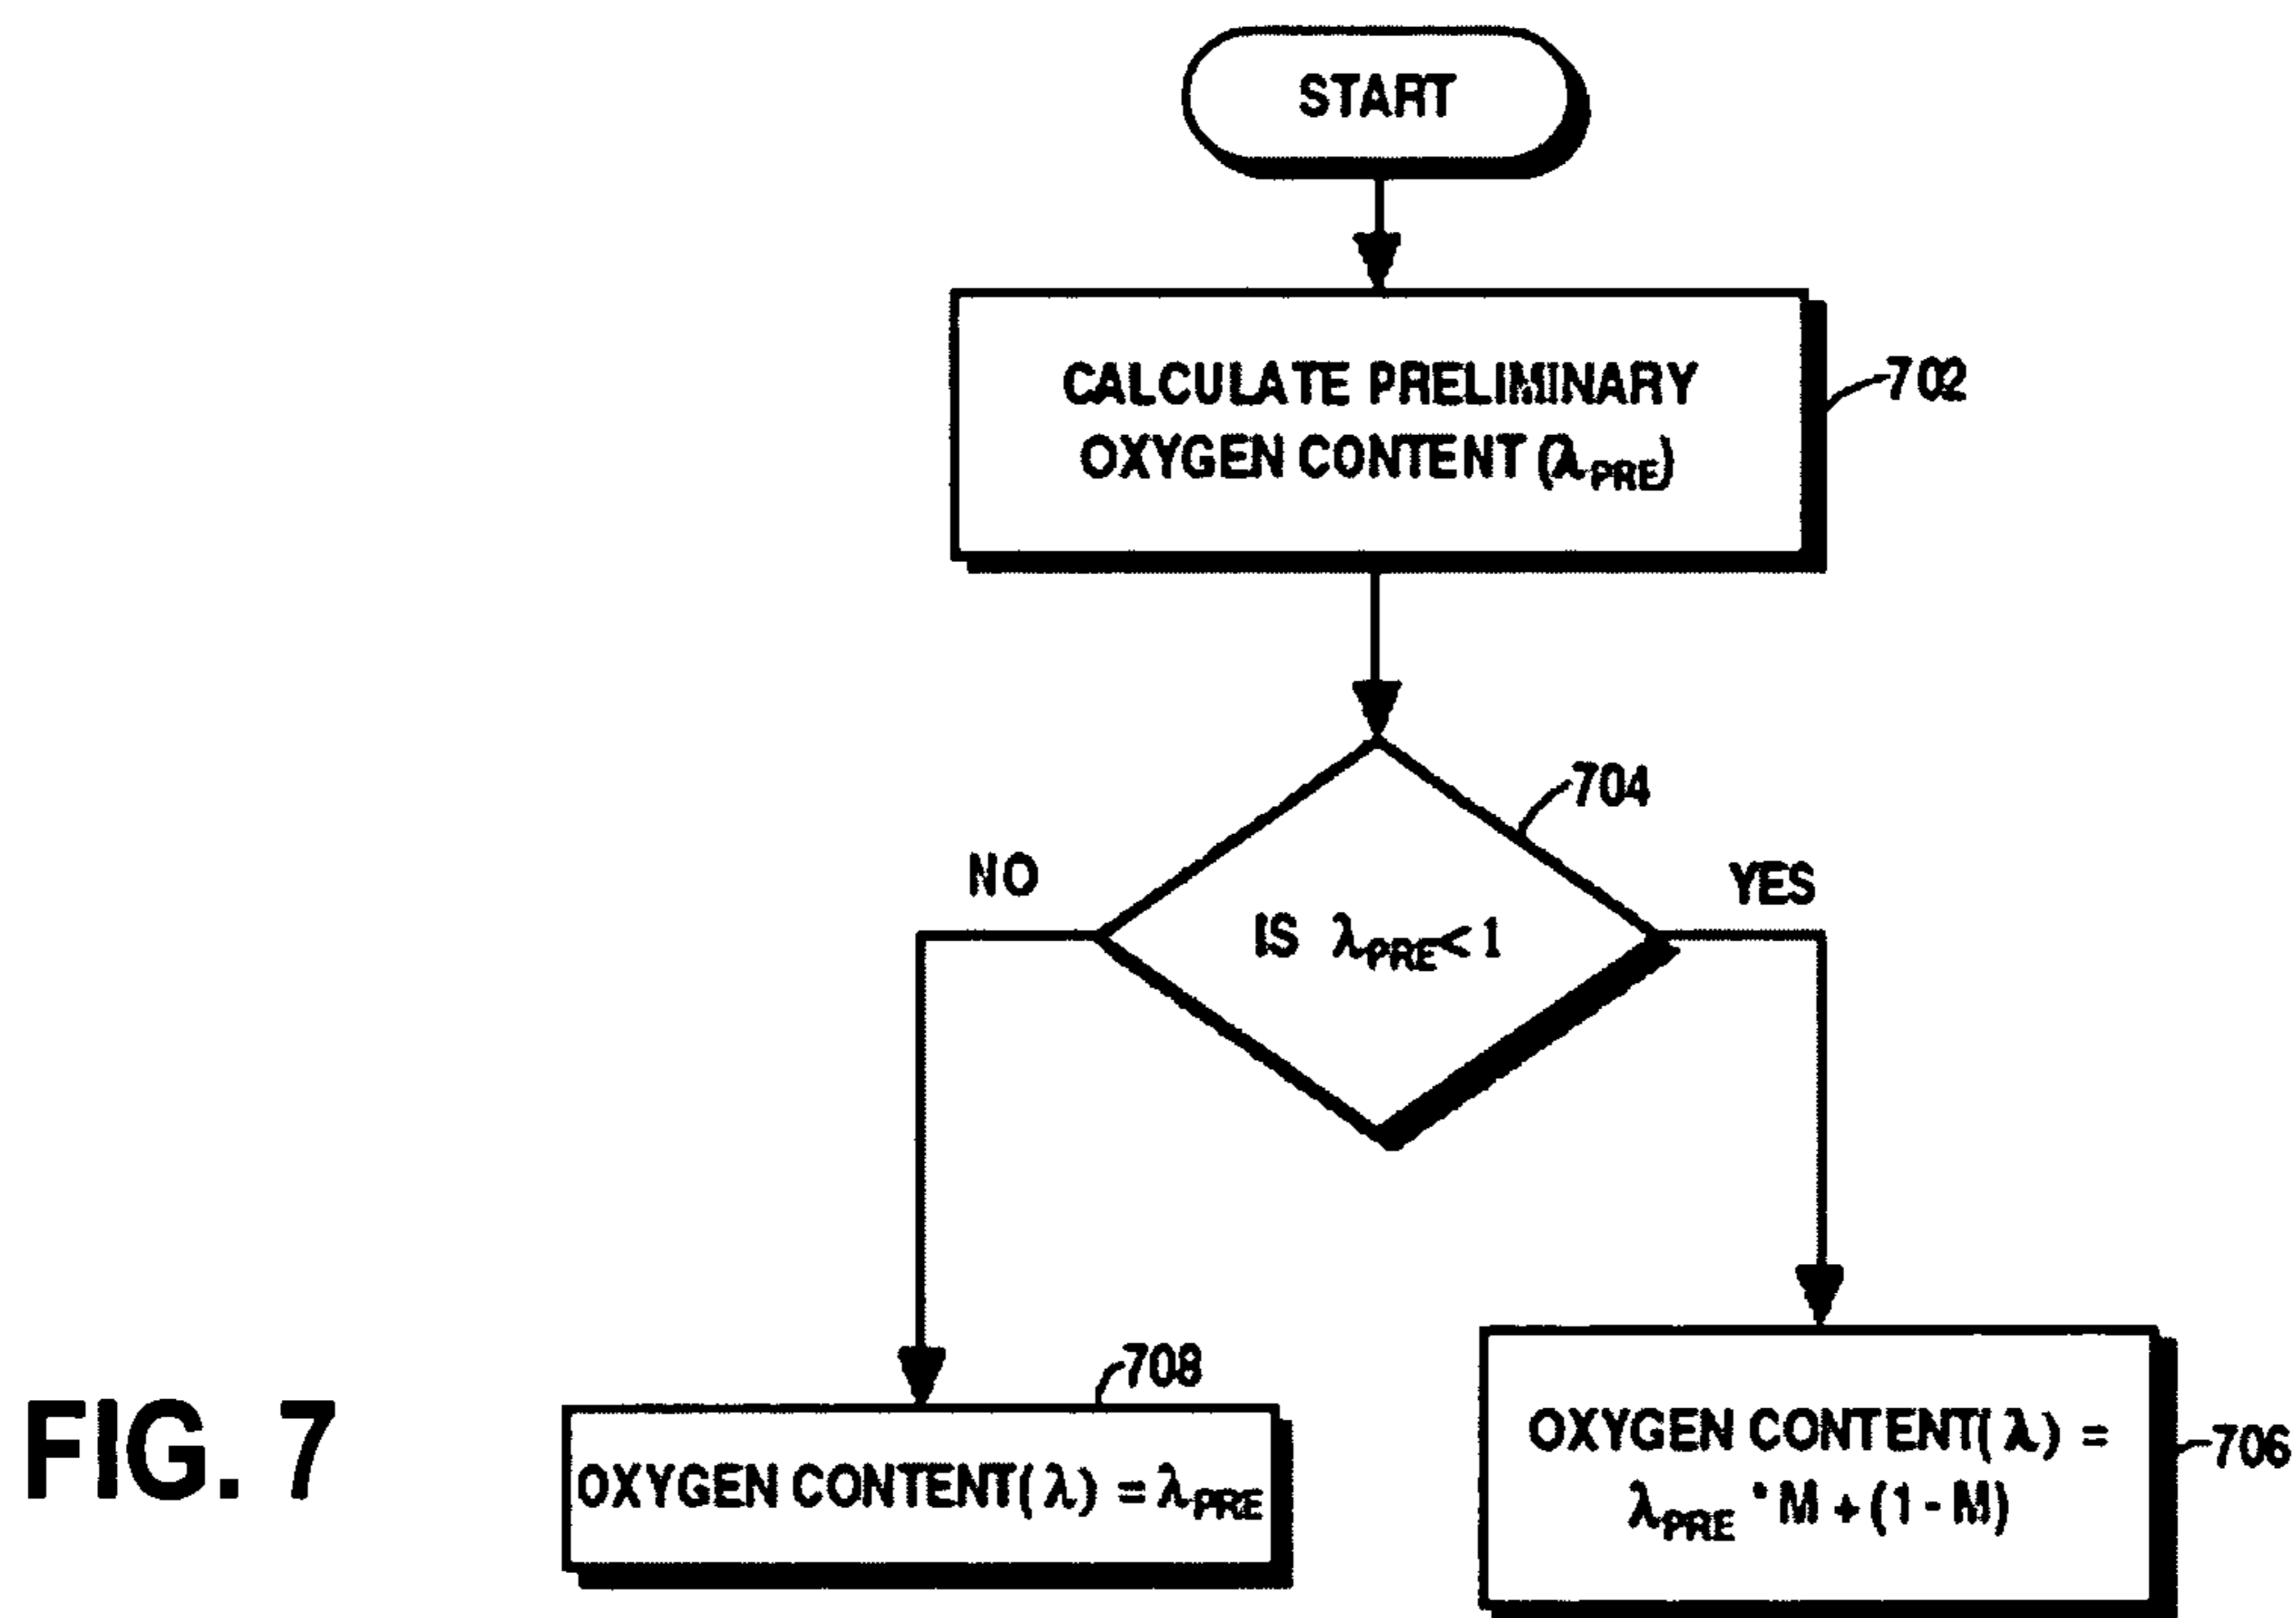 START
CALCULATE PRELIMINARY
OXYGEN CONTENT (λPRE)
702
704
NO
YES
IS λPRE < 1
708
OXYGEN CONTENT(λ) = λPRE
OXYGEN CONTENT(λ) =
λPRE * M + (1 - M)
706
FIG. 7